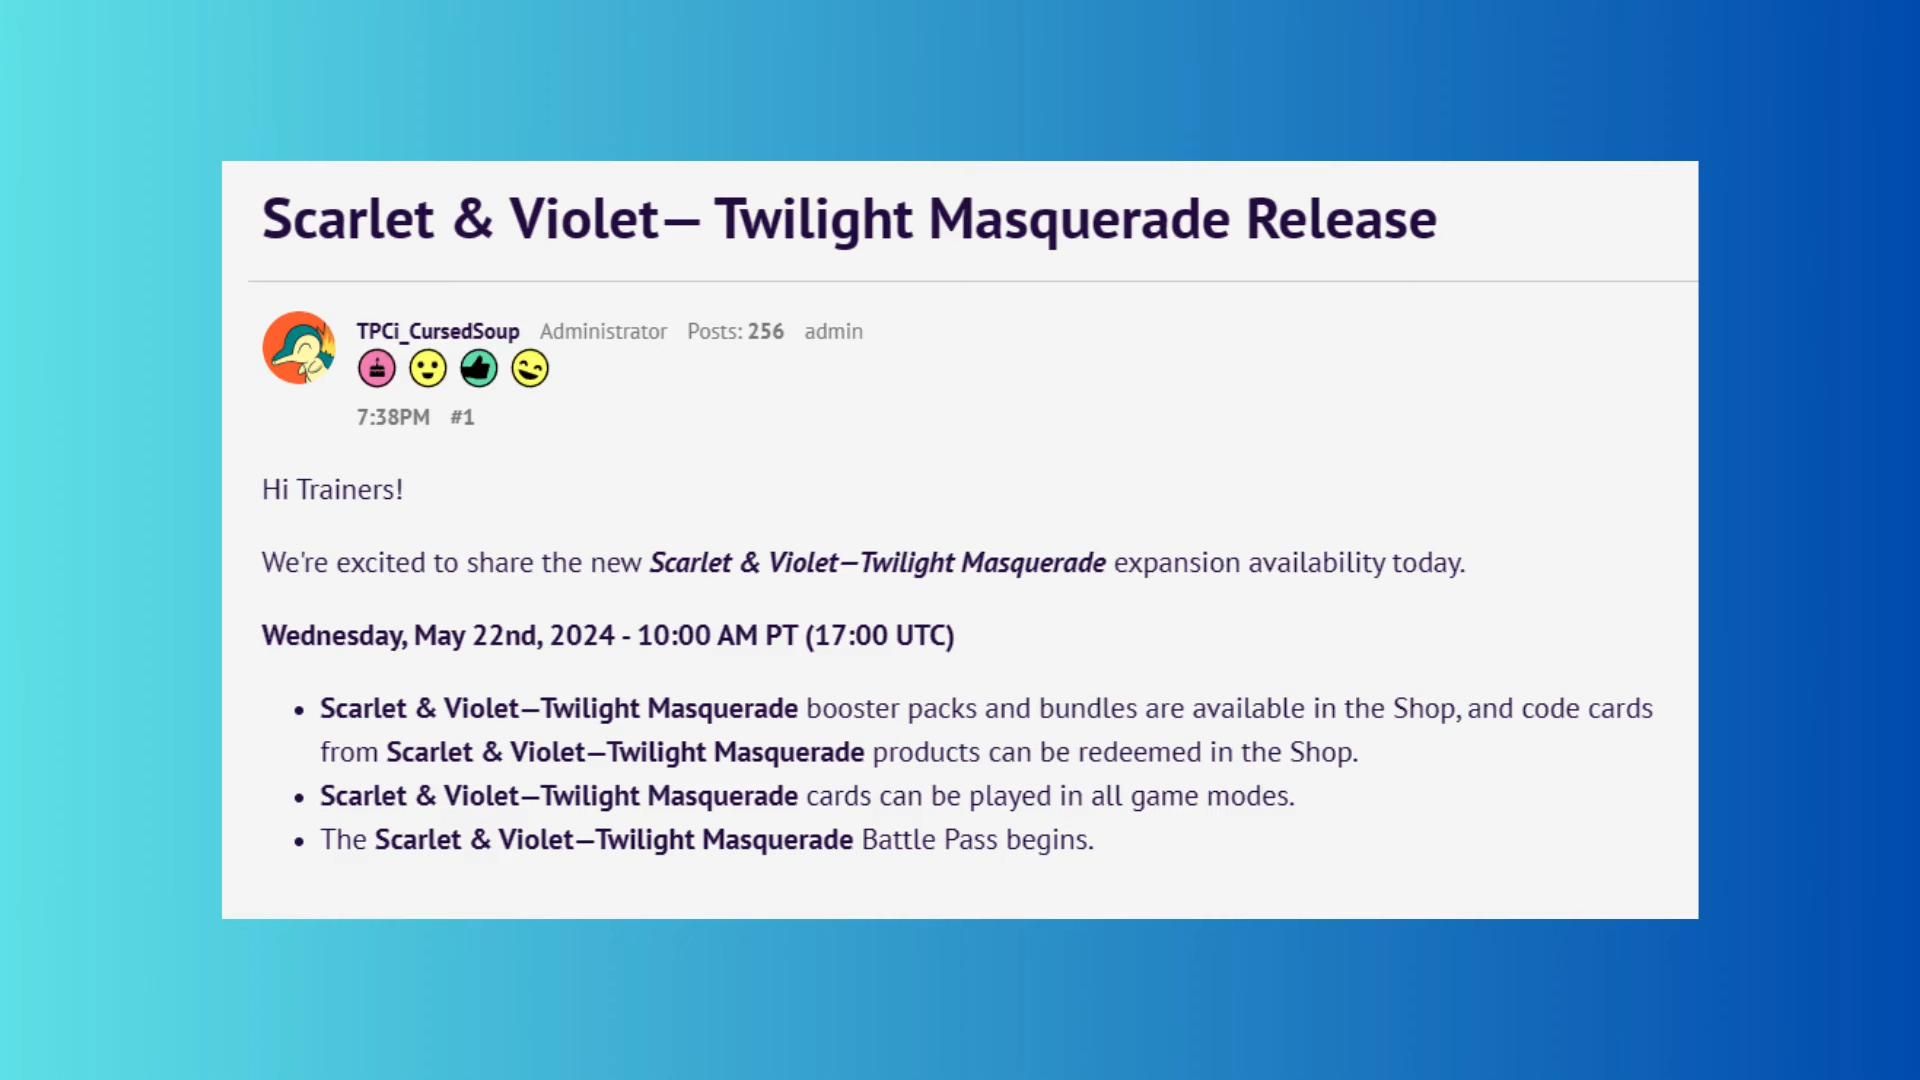 Scarlet & Violet— Twilight Masquerade Release
TPCi_CursedSoup Administrator Posts: 256 admin
7:38PM #1
Hi Trainers!
We're excited to share the new Scarlet & Violet—Twilight Masquerade expansion availability today.
Wednesday, May 22nd, 2024 - 10:00 AM PT (17:00 UTC)
• Scarlet & Violet—Twilight Masquerade booster packs and bundles are available in the Shop, and code cards
from Scarlet & Violet—Twilight Masquerade products can be redeemed in the Shop.
• Scarlet & Violet—Twilight Masquerade cards can be played in all game modes.
• The Scarlet & Violet—Twilight Masquerade Battle Pass begins.